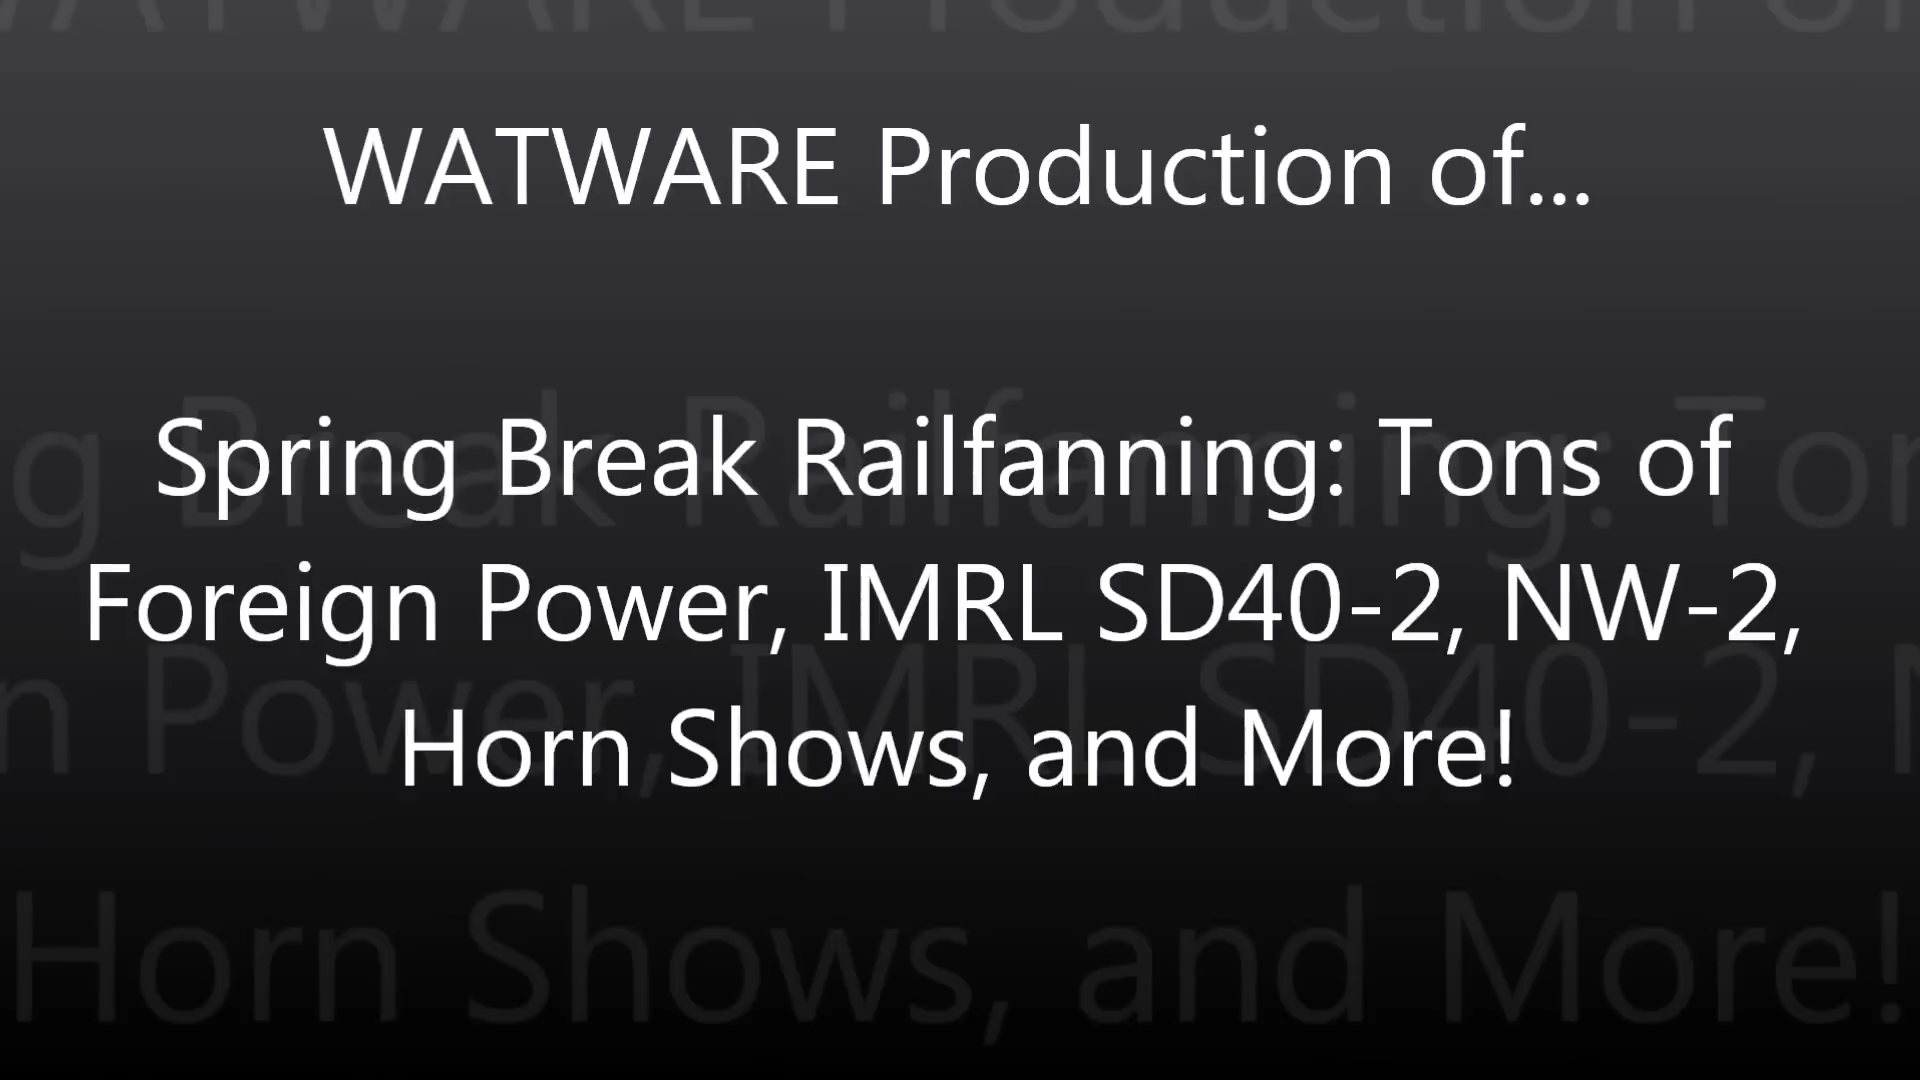 WATWARE Production of...
Spring Break Railfanning: Tons of
Foreign Power, IMRL SD40-2, NW-2,
Horn Shows, and More!